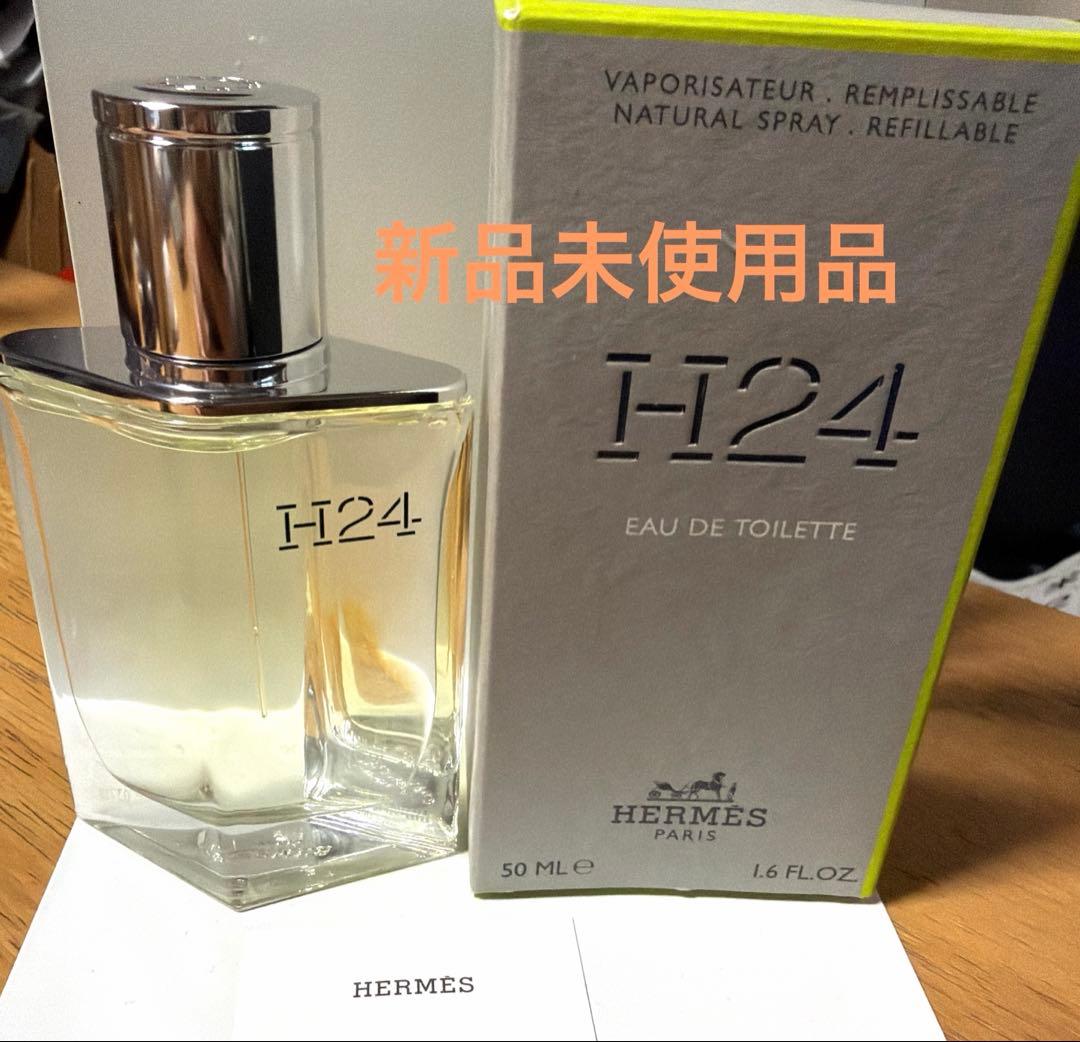 VAPORISATEUR . REMPLISSABLE
NATURAL SPRAY . REFILLABLE
新品未使用品
H24
EAU DE TOILETTE
H24
HERMÈS
PARIS
50 ML℮
1.6 FL.OZ.
HERMÈS